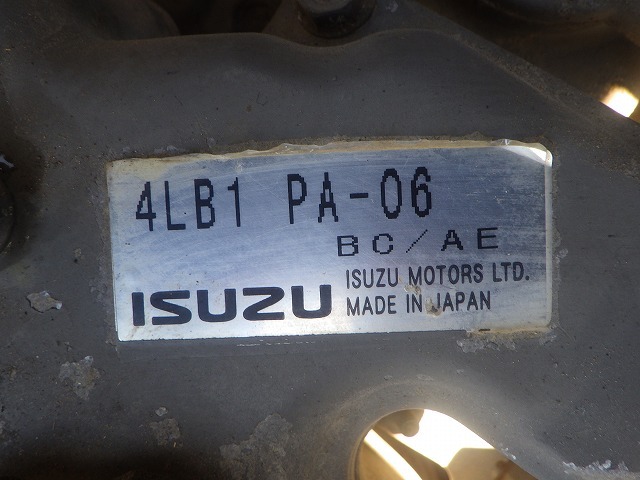 4LB1 PA-06
BC/AE
ISUZU
ISUZU MOTORS LTD.
MADE IN JAPAN